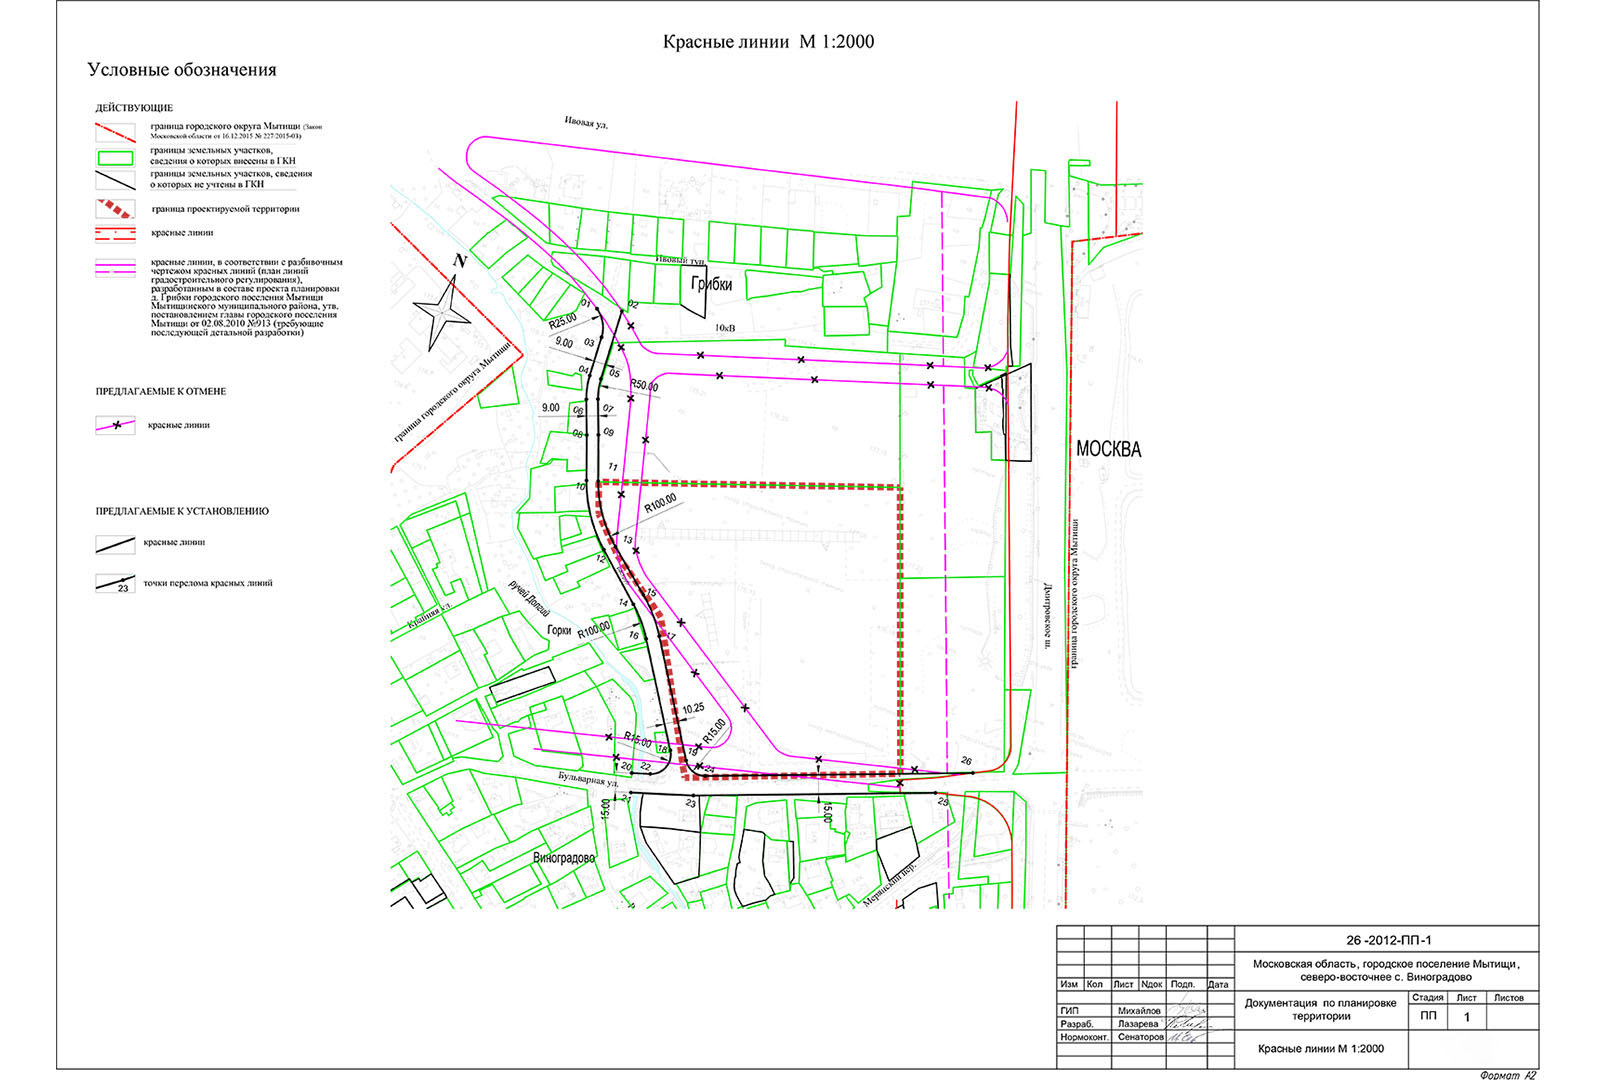 Красные линии М 1:2000
Условные обозначения
ДЕЙСТВУЮЩИЕ
граница городского округа Мытищи (Закон
Московской области от 16.12.2015 № 227/2015-ОЗ)
границы земельных участков,
сведения о которых внесены в ГКН
границы земельных участков, сведения
о которых не учтены в ГКН
граница проектируемой территории
красные линии
красные линии, в соответствии с разбивочным
чертежом красных линий (план линий
градостроительного регулирования),
разработанным в составе проекта планировки
д. Грибки городского поселения Мытищи
Мытищинского муниципального района, утв.
постановлением главы городского поселения
Мытищи от 02.08.2010 №913 (требующие
последующей детальной разработки)
ПРЕДЛАГАЕМЫЕ К ОТМЕНЕ
красные линии
ПРЕДЛАГАЕМЫЕ К УСТАНОВЛЕНИЮ
красные линии
23
точки перелома красных линий
Ивовая ул.
N
Ивовый туп.
Грибки
10кВ
01
02
R25.00
03
9.00
04
05
R50.00
граница городского округа Мытищи
9.00
06
07
08
09
11
10
R100.00
МОСКВА
13
12
ручей Долгий
15
14
Крайняя ул.
Горки
R100.00
16
17
Дмитровское ш.
граница городского округа Мытищи
10.25
R15.00
R15.00
18
19
20
22
24
26
Бульварная ул.
21
23
25
15.00
15.00
Виноградово
Мерянский пер.
26 -2012-ПП-1
Московская область, городское поселение Мытищи,
северо-восточнее с. Виноградово
Изм Кол Лист Nдок Подп. Дата
Документация по планировке
территории
Стадия Лист Листов
ПП 1
ГИП Михайлов
Разраб. Лазарева
Нормоконт. Сенаторов
Красные линии М 1:2000
Формат А2